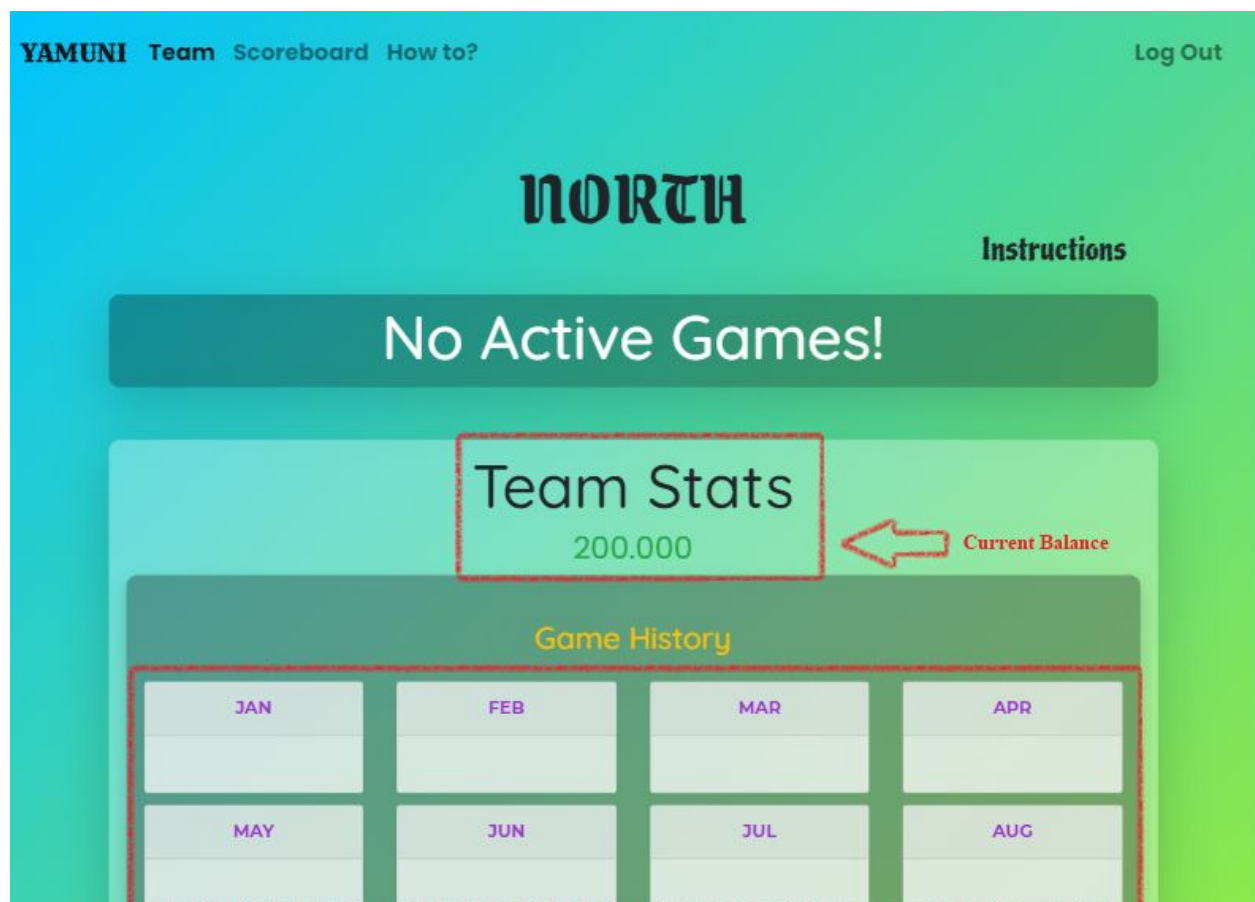 YAMUNI Team Scoreboard How to? Log Out
NORTH
Instructions
No Active Games!
Team Stats
200.000
Current Balance
Game History
JAN FEB MAR APR
MAY JUN JUL AUG